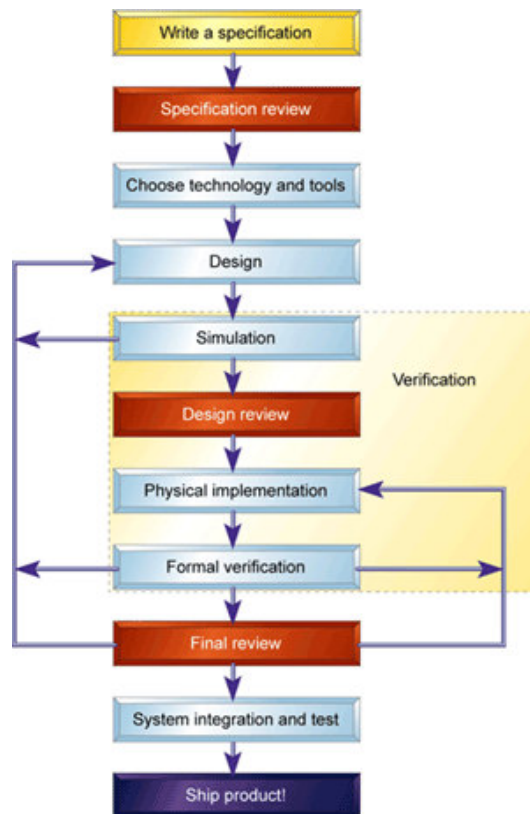 Write a specification
Specification review
Choose technology and tools
Design
Simulation
Verification
Design review
Physical implementation
Formal verification
Final review
System integration and test
Ship product!